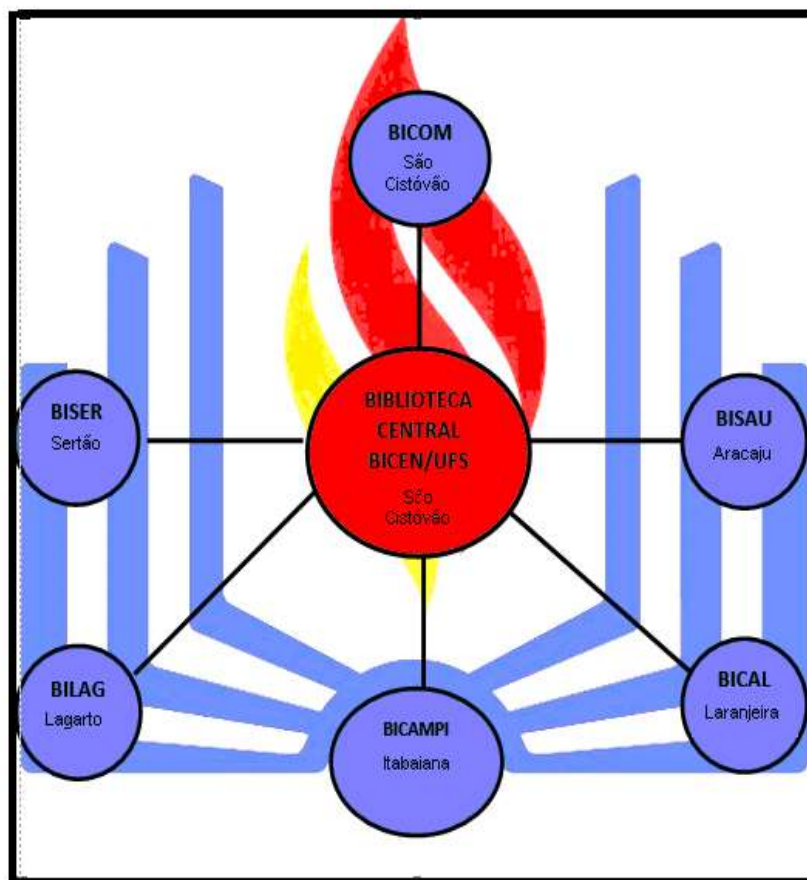 BICOM
São
Cistóvão
BIBLIOTECA
CENTRAL
BICEN/UFS
São
Cistóvão
BISER
Sertão
BISAU
Aracaju
BILAG
Lagarto
BICAMPI
Itabaiana
BICAL
Laranjeira